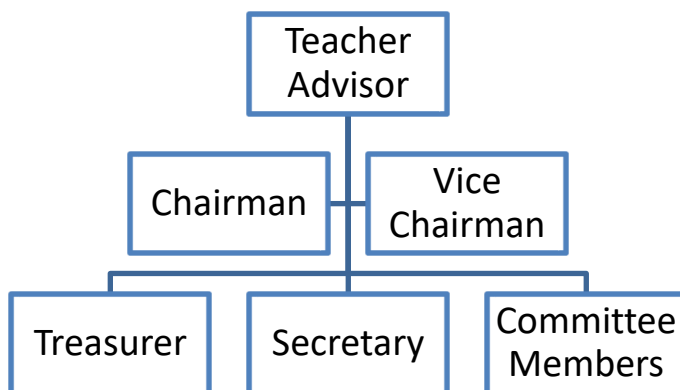 Teacher
Advisor
Chairman
Vice
Chairman
Treasurer
Secretary
Committee
Members